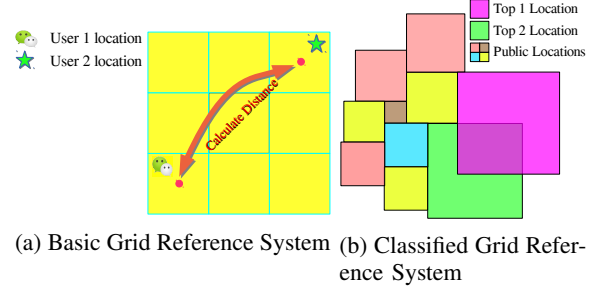 User 1 location
User 2 location
Calculate Distance
Top 1 Location
Top 2 Location
Public Locations
(a) Basic Grid Reference System
(b) Classified Grid Refer-
ence System